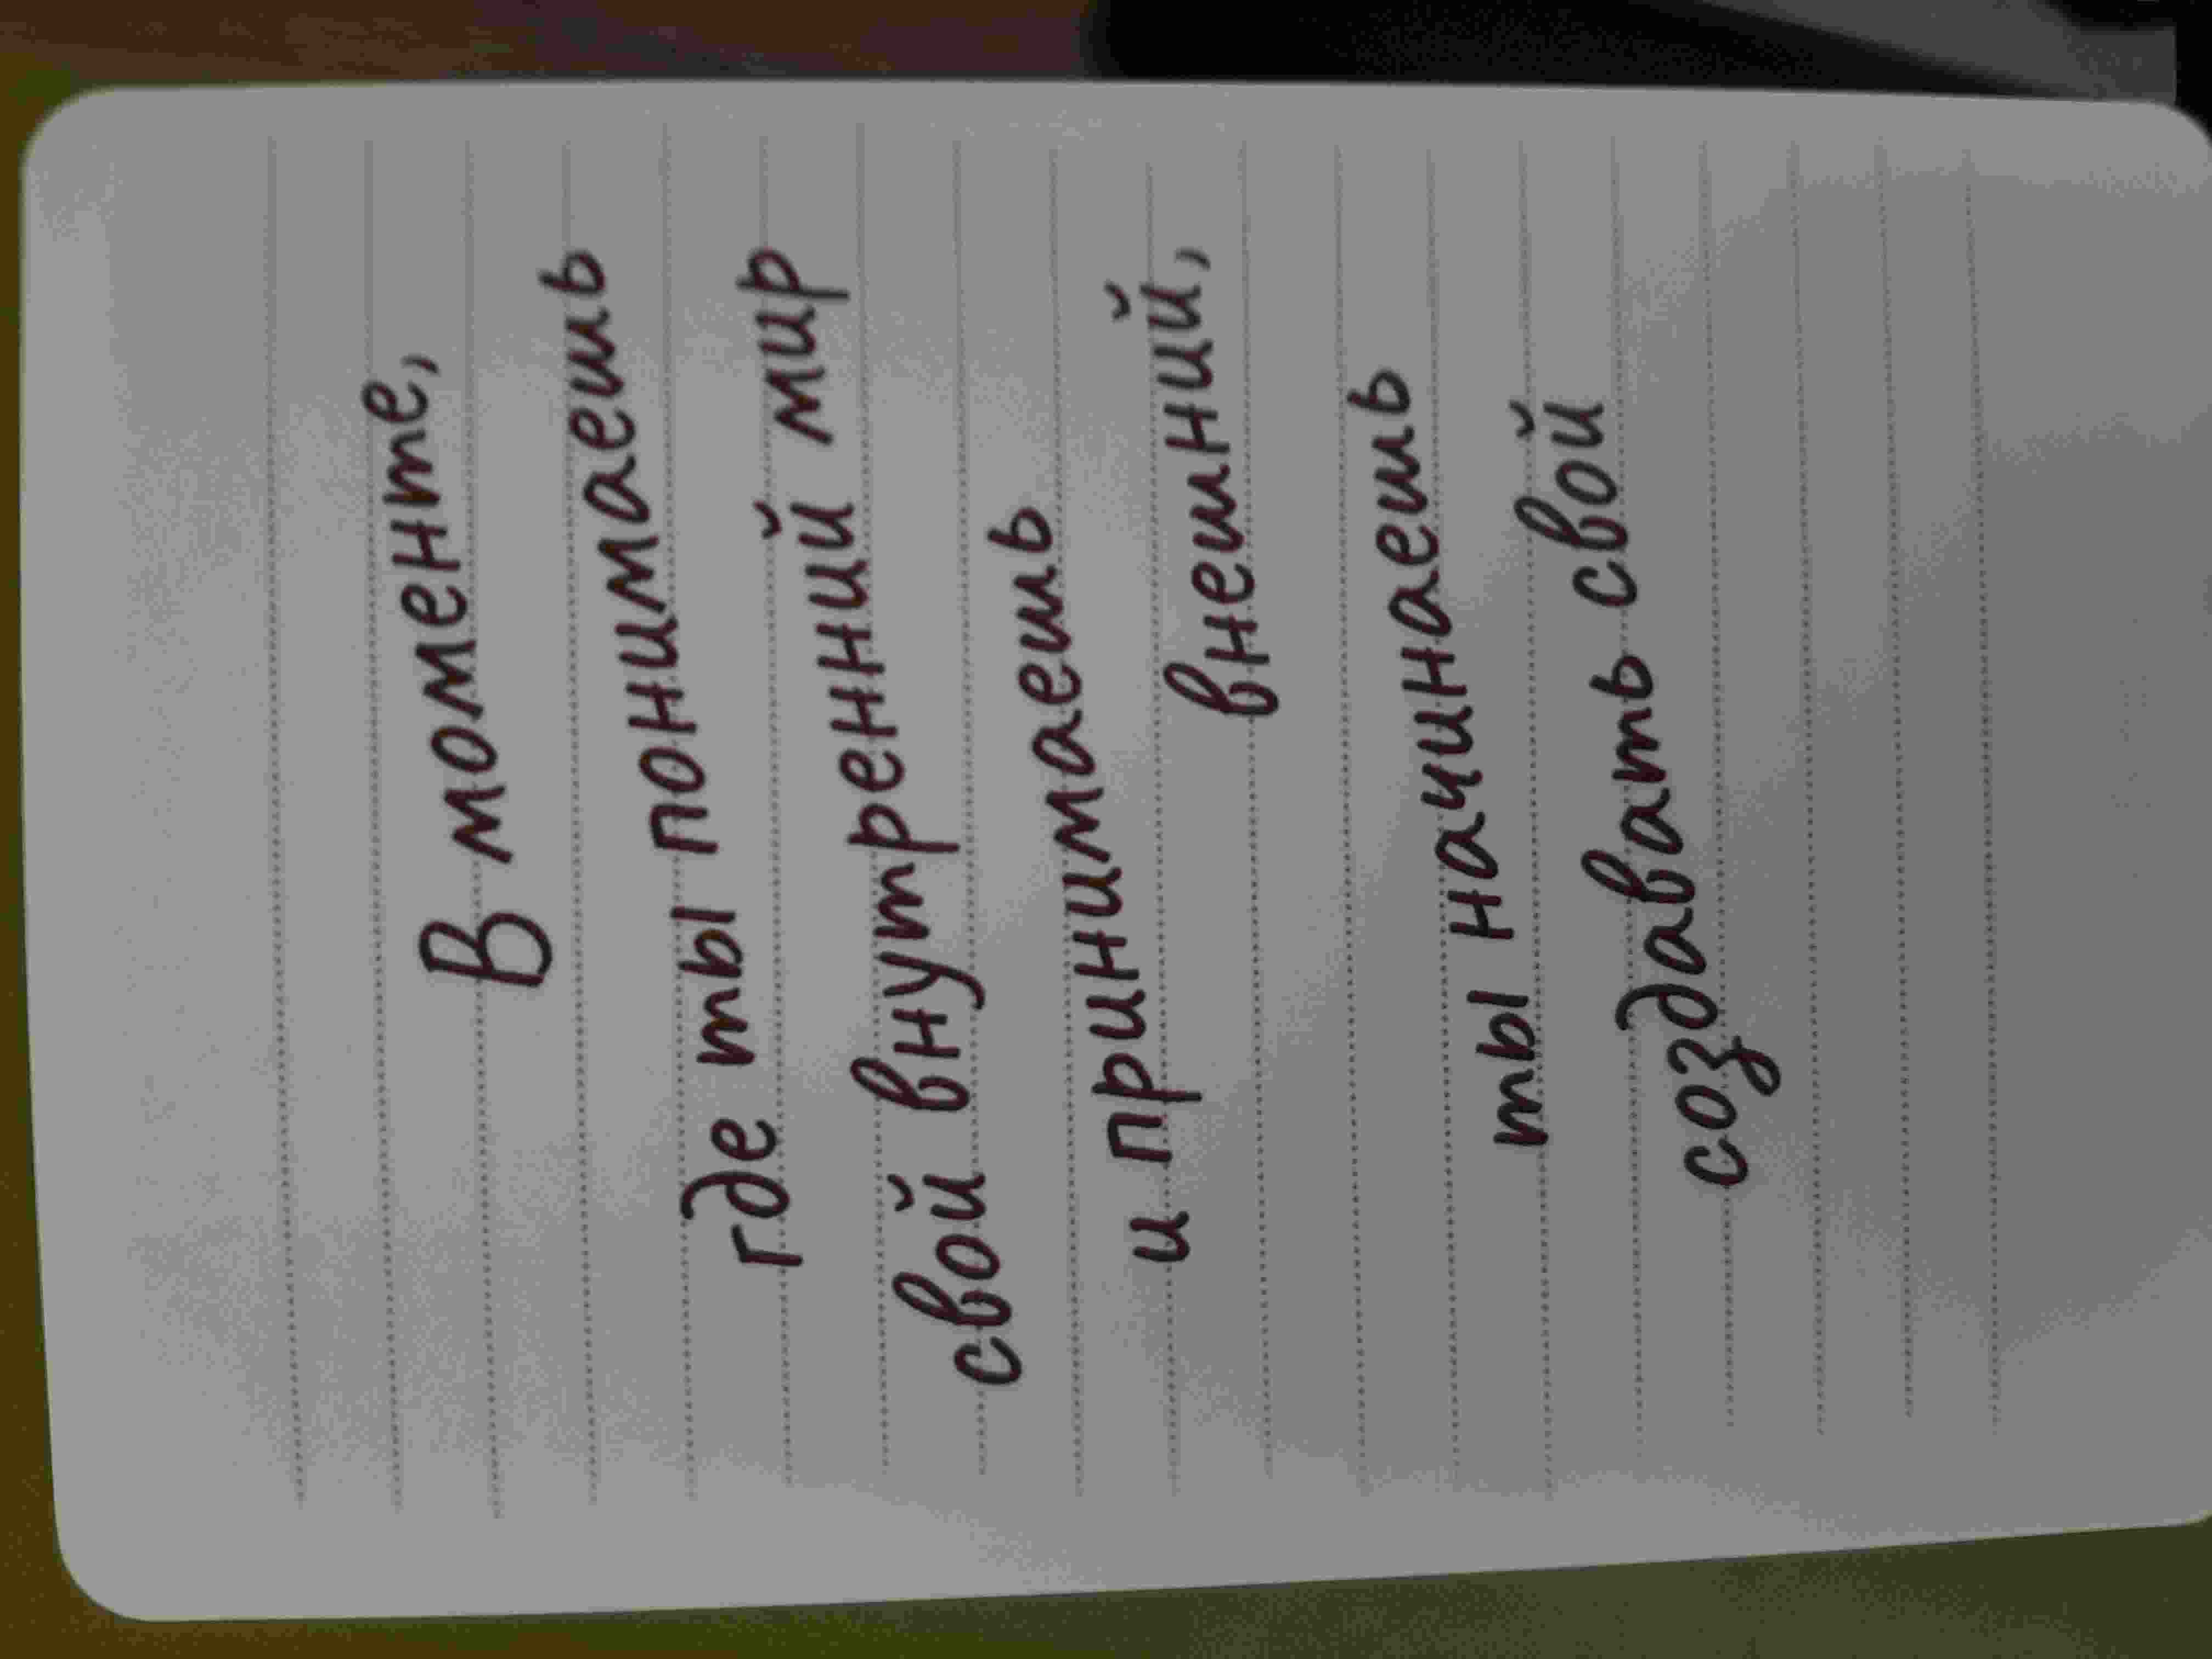 В моменте,
где ты понимаешь
свой внутренний мир
и принимаешь
внешний,
ты начинаешь
создавать свой